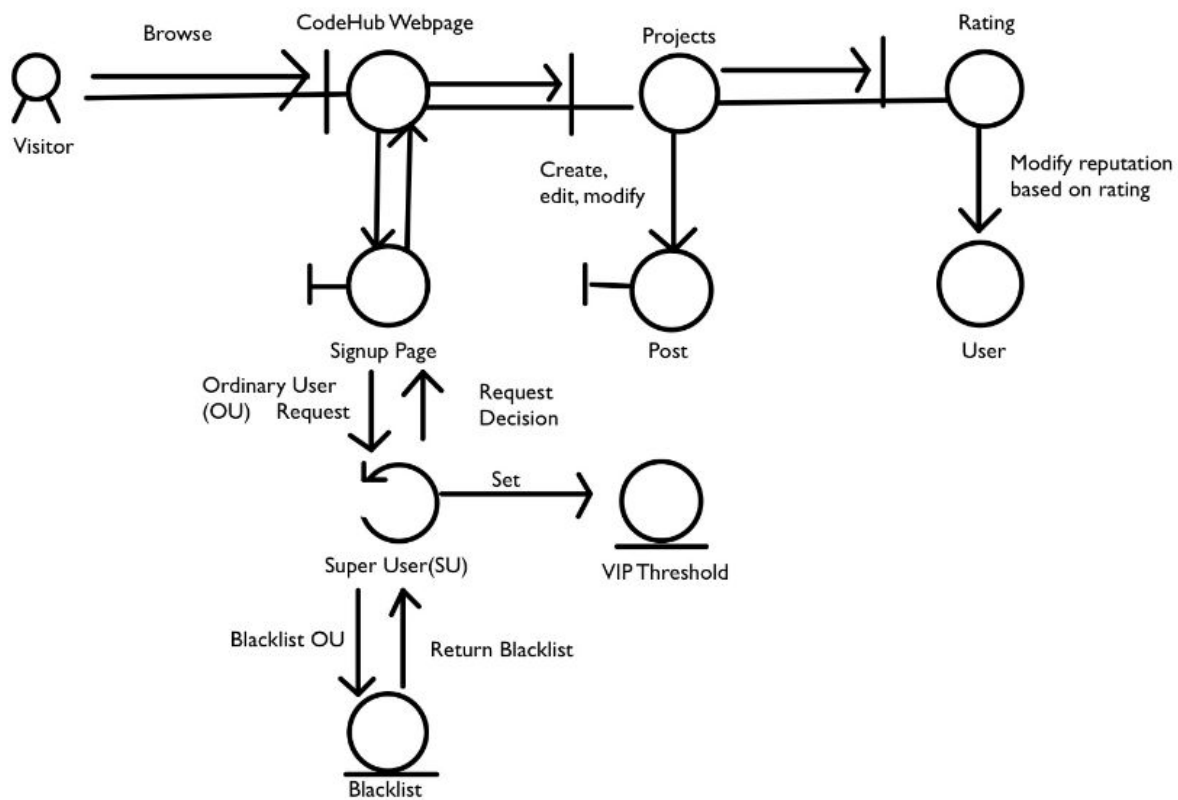 CodeHub Webpage
Rating
Browse
Projects
Visitor
Create,
edit, modify
Modify reputation
based on rating
Signup Page
Post
User
Ordinary User
(OU) Request
Request
Decision
Set
Super User(SU)
VIP Threshold
Blacklist OU
Return Blacklist
Blacklist